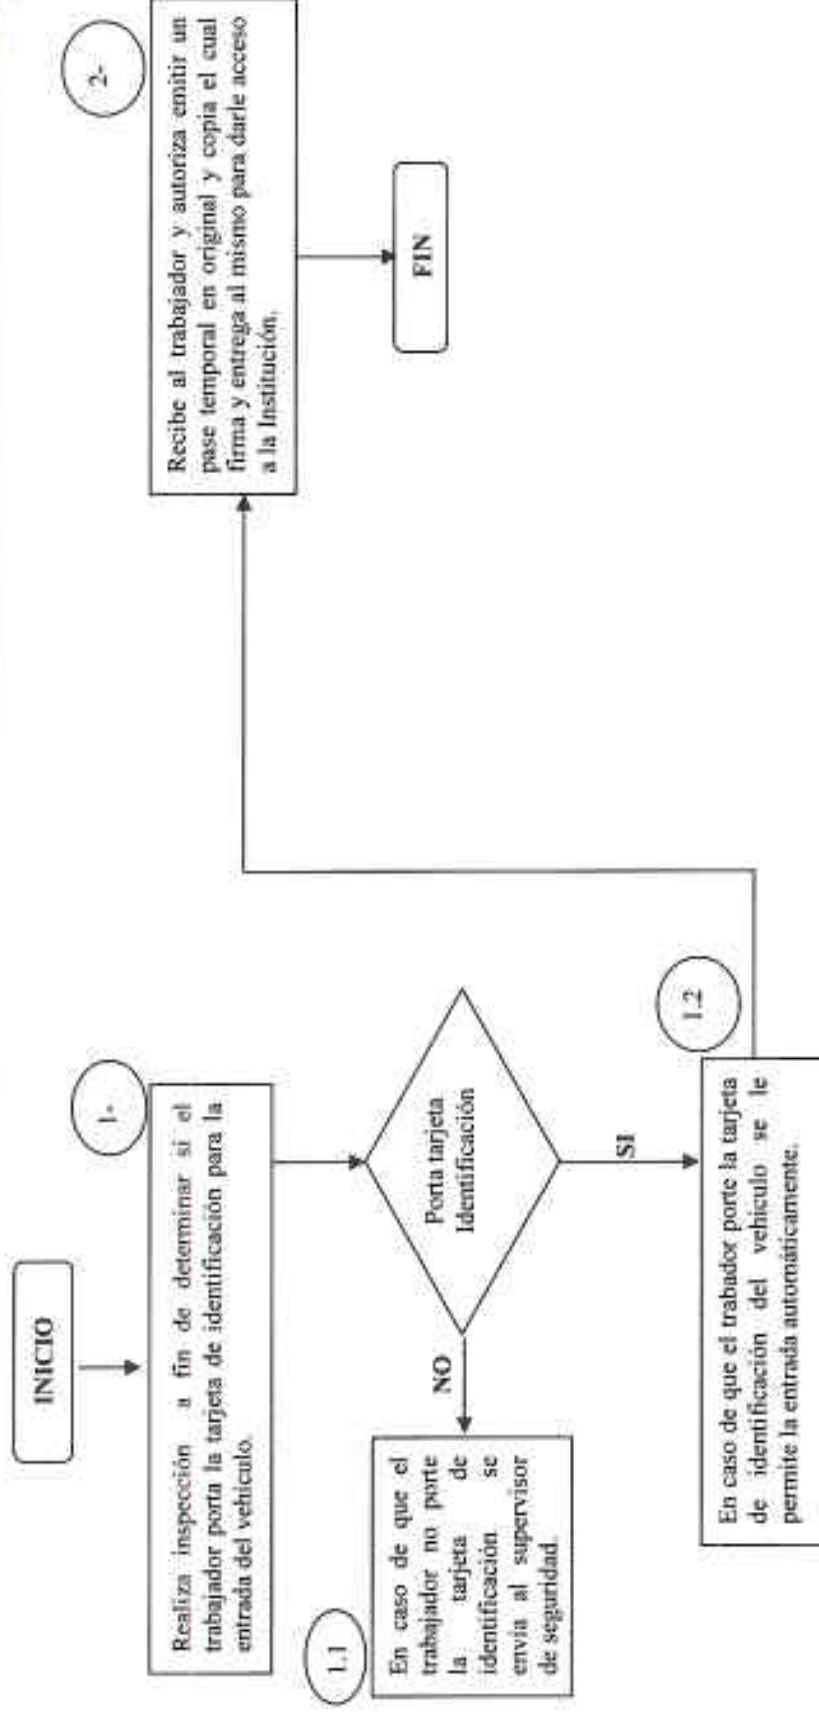 INICIO
1-
Realiza inspección a fin de determinar si el
trabajador porta la tarjeta de identificación para la
entrada del vehículo.
Porta tarjeta
Identificación
NO
SI
1.1
En caso de que el
trabajador no porte
la tarjeta de
identificación se
envía al supervisor
de seguridad.
1.2
En caso de que el trabador porte la tarjeta
de identificación del vehículo se le
permite la entrada automáticamente.
2-
Recibe al trabajador y autoriza emitir un
pase temporal en original y copia el cual
firma y entrega al mismo para darle acceso
a la Institución.
FIN